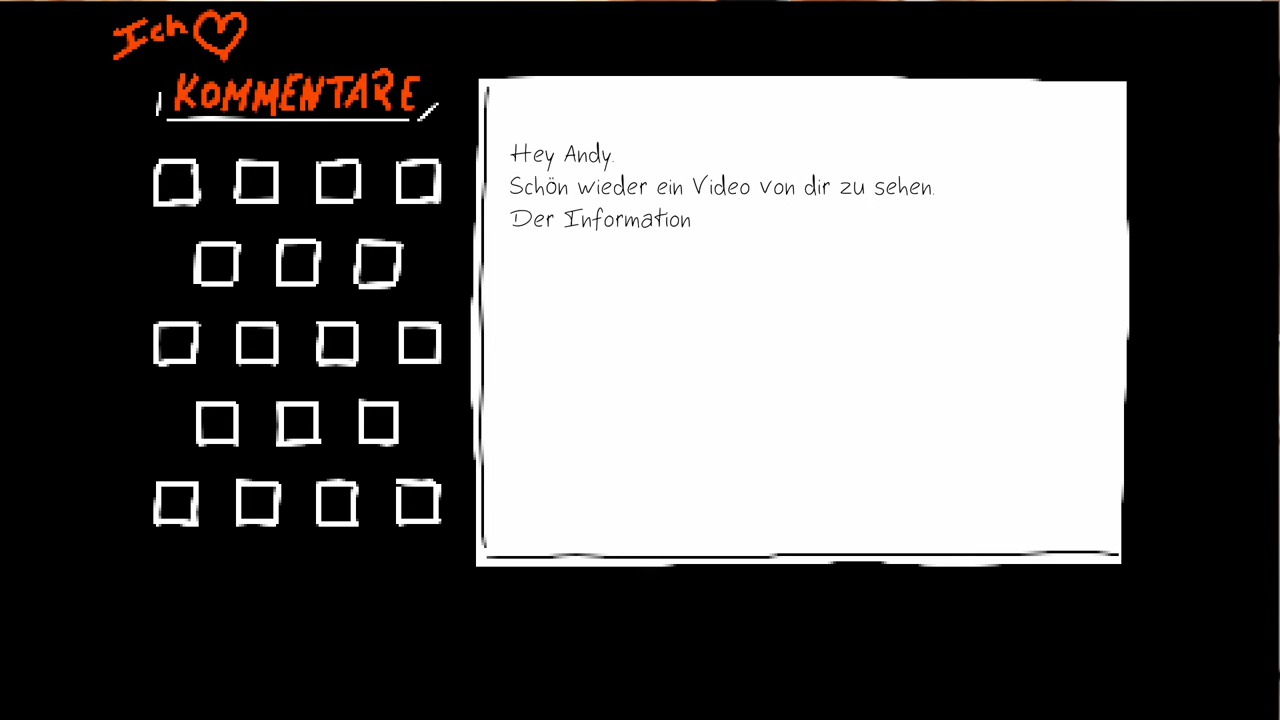 Ich ♡
KOMMENTARE
Hey Andy.
Schön wieder ein Video von dir zu sehen.
Der Information